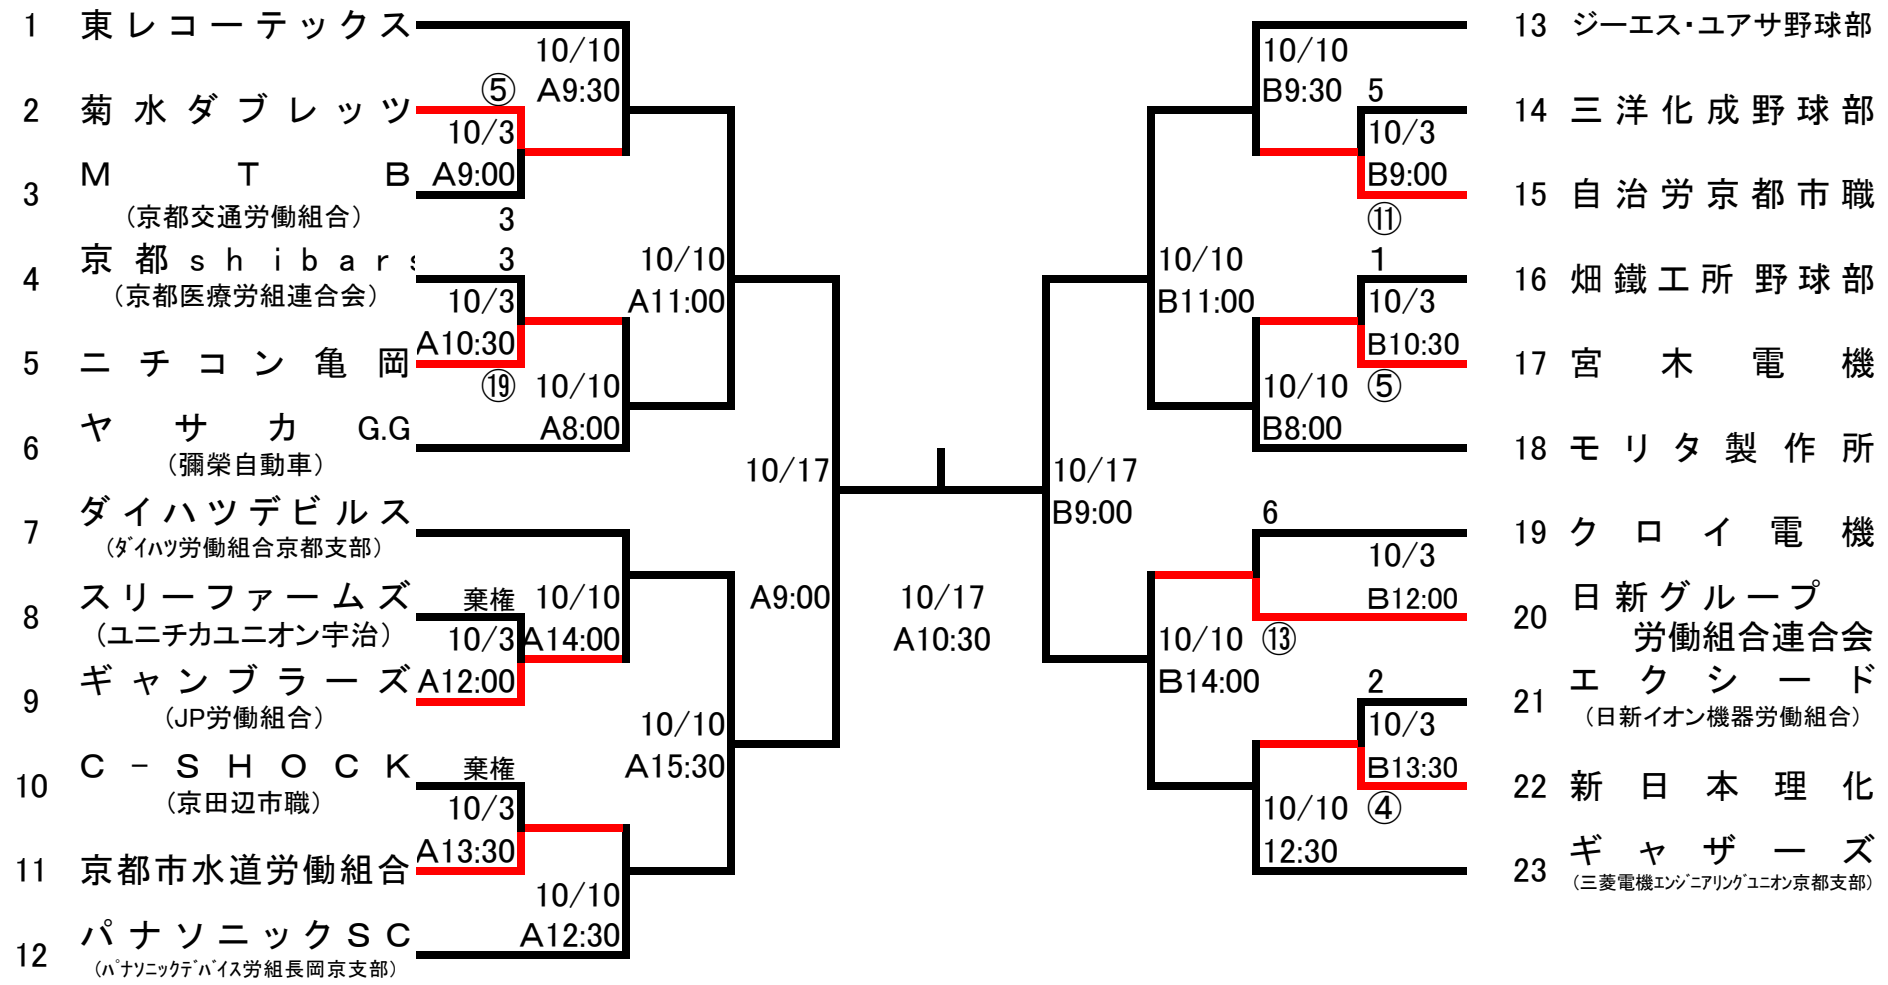 1 東レコーテックス
10/10
A9:30
⑤
2 菊水ダブレッツ
10/3
A9:00
3 MTB
(京都交通労働組合)
3
3
4 京都shibars
(京都医療労組連合会)
10/3
A10:30
5 ニチコン亀岡
⑲
10/10
A11:00
10/10
A8:00
6 ヤサカG.G
(彌榮自動車)
10/17
A9:00
7 ダイハツデビルス
(ダイハツ労働組合京都支部)
8 スリーファームズ
(ユニチカユニオン宇治)
棄権
10/10
A14:00
10/3
A12:00
9 ギャンブラーズ
(JP労働組合)
10/10
A15:30
10 C-SHOCK
(京田辺市職)
棄権
10/3
A13:30
11 京都市水道労働組合
10/10
A12:30
12 パナソニックSC
(パナソニックデバイス労組長岡京支部)
10/17
A10:30
13 ジーエス・ユアサ野球部
10/10
B9:30
5
14 三洋化成野球部
10/3
B9:00
15 自治労京都市職
⑪
10/10
B11:00
1
16 畑鐵工所野球部
10/3
B10:30
17 宮木電機
⑤
10/10
B8:00
18 モリタ製作所
10/17
B9:00
6
19 クロイ電機
10/3
B12:00
20 日新グループ
労働組合連合会
⑬
10/10
B14:00
2
21 エクシード
(日新イオン機器労働組合)
10/3
B13:30
22 新日本理化
④
10/10
12:30
23 ギャザーズ
(三菱電機エンジニアリングユニオン京都支部)